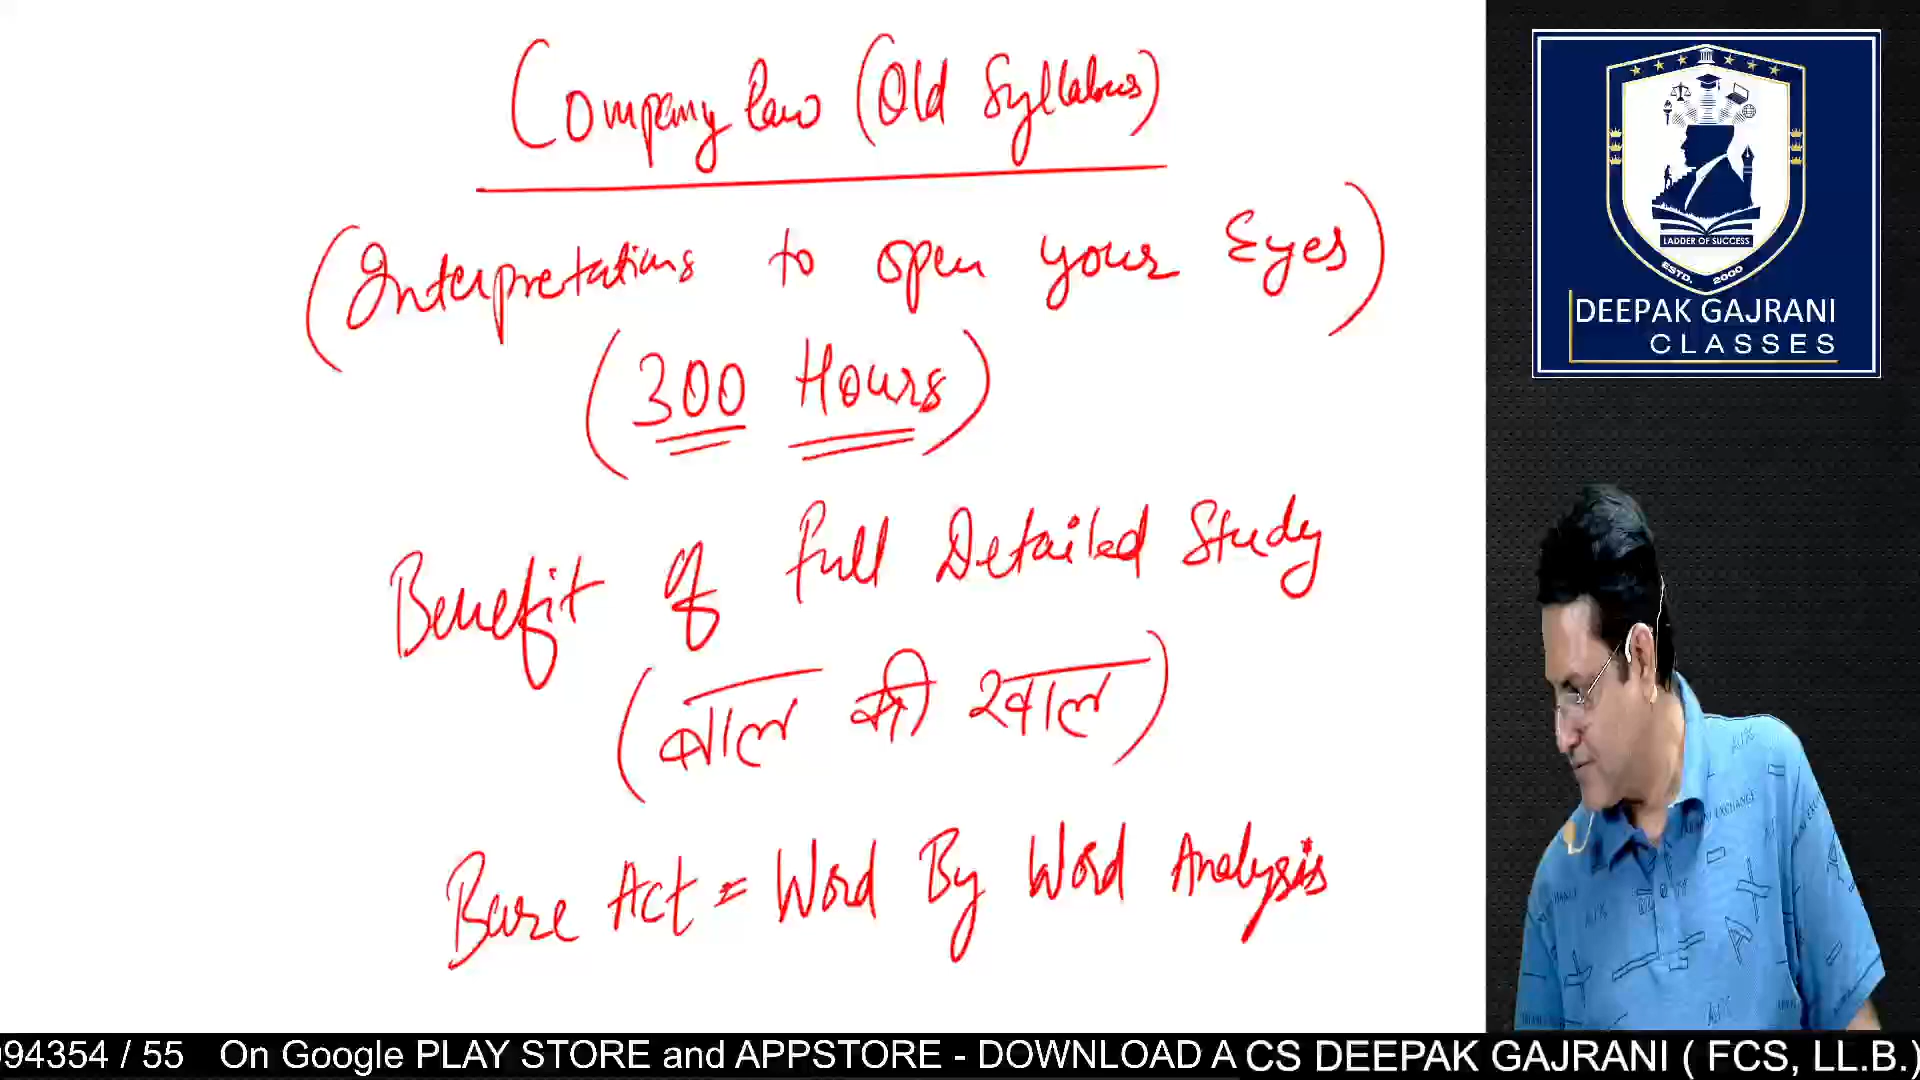 Company law (Old Syllabus)
(Interpretations to open your Eyes)
(300 Hours)
Benefit of Full Detailed Study
(बाल की खाल)
Bare Act = Word By Word Analysis
LADDER OF SUCCESS
ESTD. 2000
DEEPAK GAJRANI
CLASSES
094354 / 55 On Google PLAY STORE and APPSTORE - DOWNLOAD A CS DEEPAK GAJRANI ( FCS, LL.B.)